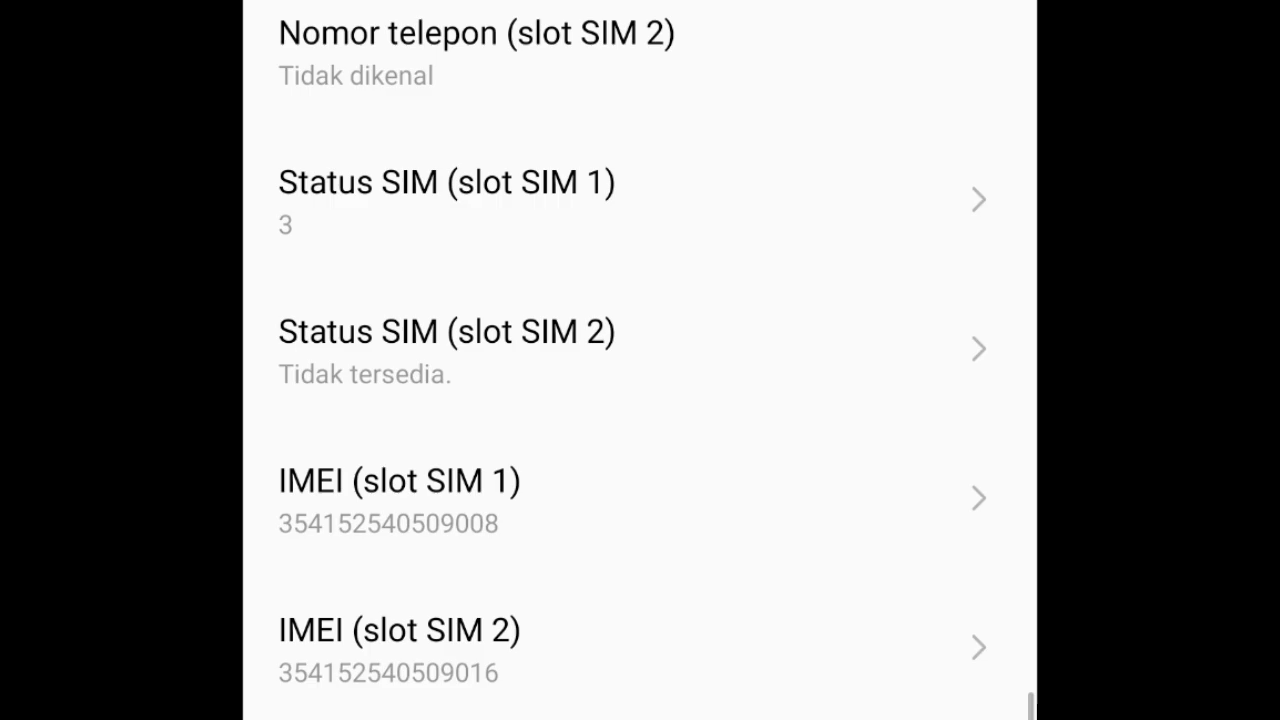 Nomor telepon (slot SIM 2)
Tidak dikenal
Status SIM (slot SIM 1)
3
Status SIM (slot SIM 2)
Tidak tersedia.
IMEI (slot SIM 1)
354152540509008
IMEI (slot SIM 2)
354152540509016